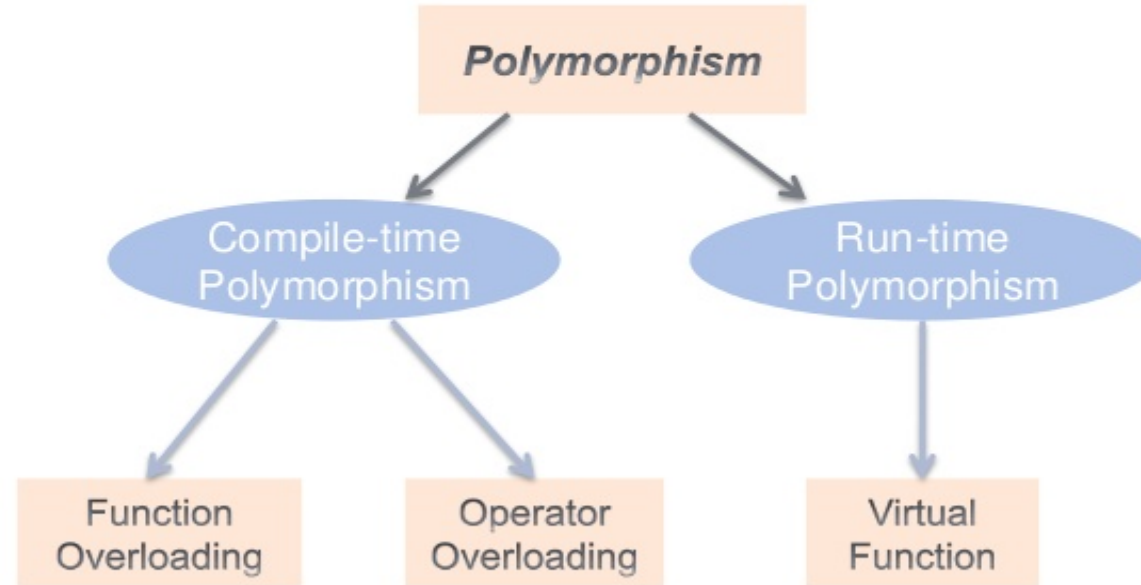 Polymorphism
Compile-time
Polymorphism
Run-time
Polymorphism
Function
Overloading
Operator
Overloading
Virtual
Function